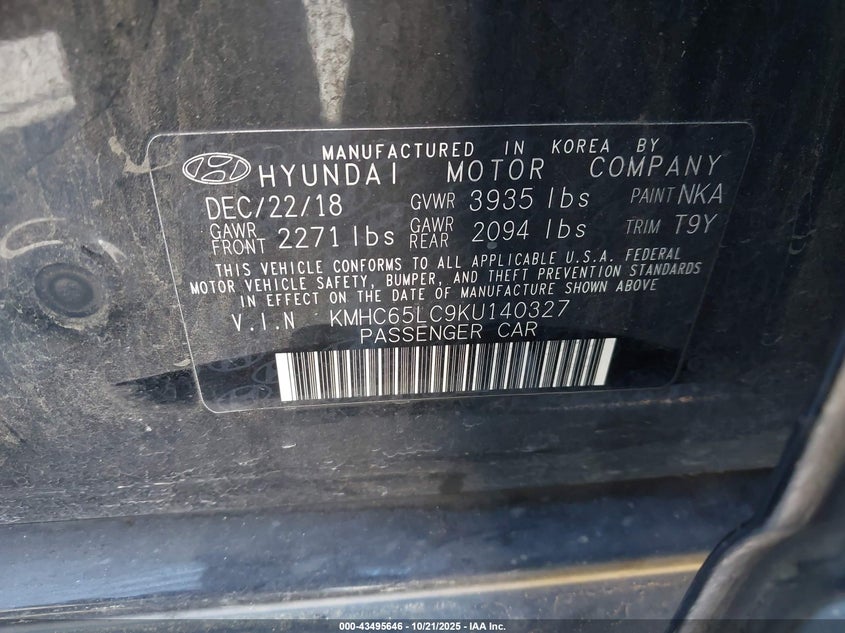 MANUFACTURED IN KOREA BY
HYUNDAI MOTOR COMPANY
DEC/22/18 GVWR 3935 lbs PAINT NKA
GAWR FRONT 2271 lbs GAWR REAR 2094 lbs TRIM T9Y
THIS VEHICLE CONFORMS TO ALL APPLICABLE U.S.A. FEDERAL
MOTOR VEHICLE SAFETY, BUMPER, AND THEFT PREVENTION STANDARDS
IN EFFECT ON THE DATE OF MANUFACTURE SHOWN ABOVE.
V.I.N KMHC65LC9KU140327
PASSENGER CAR
000-43495646 - 10/21/2025 - IAA Inc.